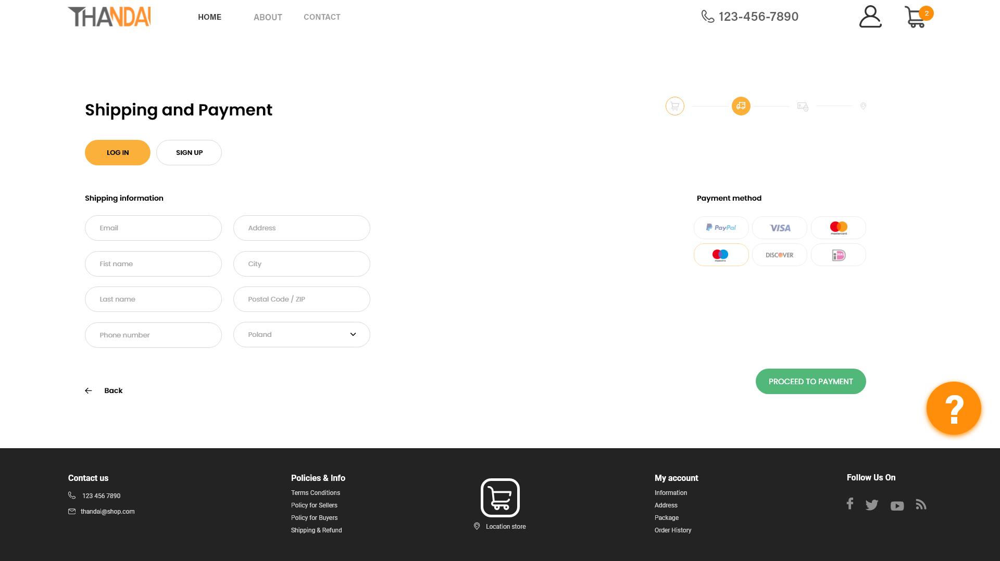 THANDAI
HOME
ABOUT
CONTACT
123-456-7890
2
Shipping and Payment
LOG IN
SIGN UP
Shipping information
Payment method
Email
Address
PayPal
VISA
mastercard
Fist name
City
maestro
DISCOVER
iDEAL
Last name
Postal Code / ZIP
Phone number
Poland
Back
PROCEED TO PAYMENT
?
Contact us
123 456 7890
thandai@shop.com
Policies & Info
Terms Conditions
Policy for Sellers
Policy for Buyers
Shipping & Refund
Location store
My account
Information
Address
Package
Order History
Follow Us On